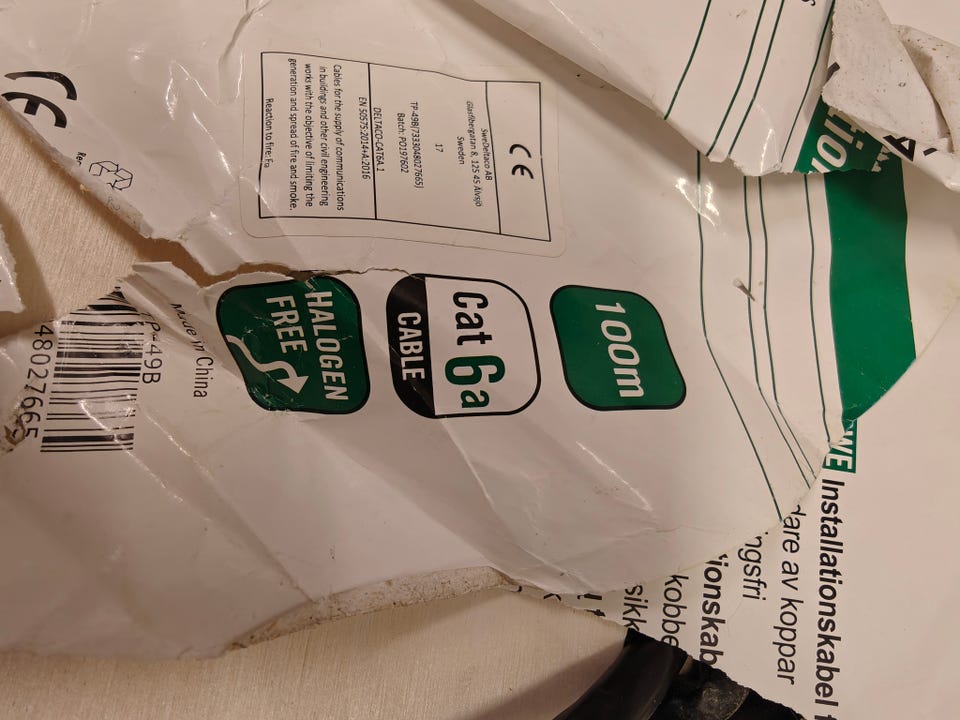 CE
SweDeltaco AB
Glasfibergatan 8, 125 45 Älvsjö
Sweden
17
TP-49B[7333048027665]
Batch: PO197602
DELTACO-CAT6A.1
EN 50575:2014+A:2016
Cables for the supply of communications
in buildings and other civil engineering
works with the objective of limiting the
generation and spread of fire and smoke.
Reaction to fire: Fca
CE
100m
Cat 6a
CABLE
HALOGEN
FREE
Made in China
P-49B
48027665
WE Installationskabel f
dare av koppar
ngsfri
ionskab
kobbe
sikk